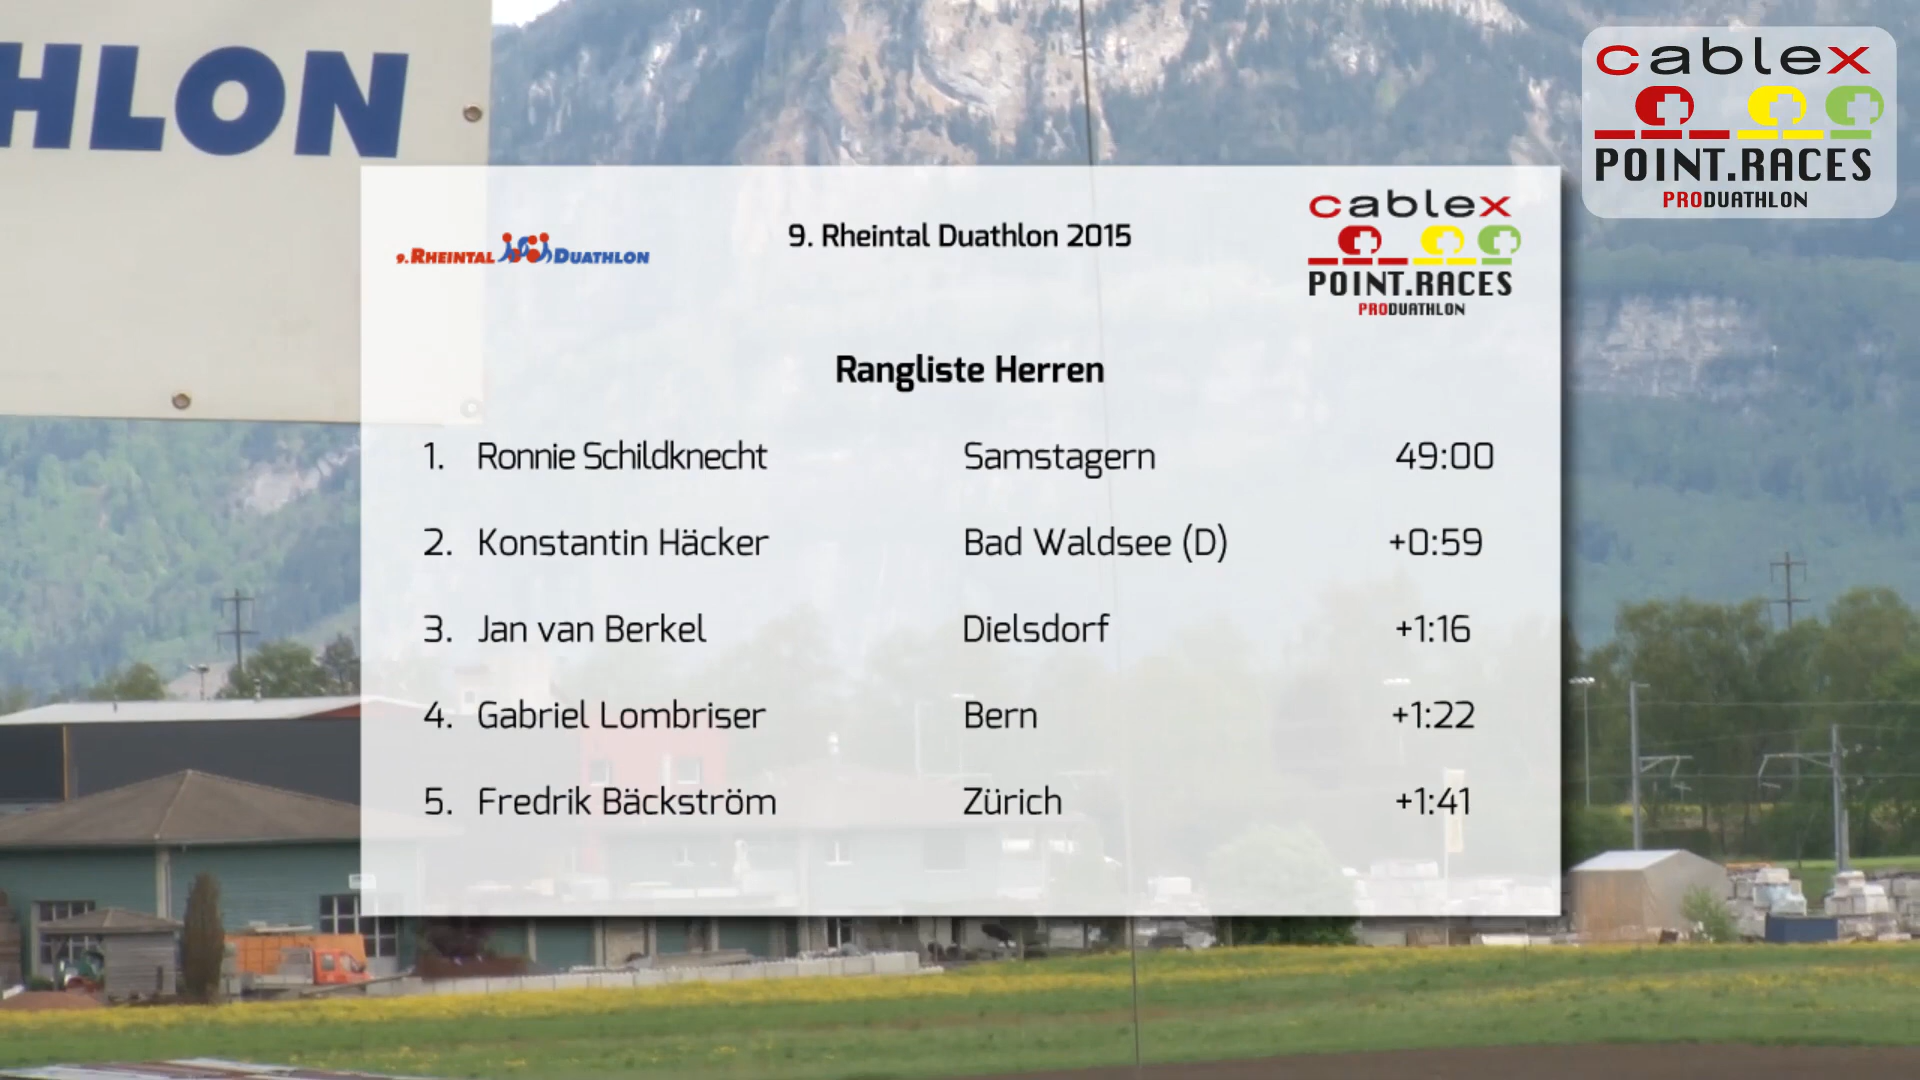 HLON
cablex
POINT.RACES
PRODUATHLON
9. RHEINTAL DUATHLON
9. Rheintal Duathlon 2015
cablex
POINT.RACES
PRODUATHLON
Rangliste Herren
1. Ronnie Schildknecht Samstagern 49:00
2. Konstantin Häcker Bad Waldsee (D) +0:59
3. Jan van Berkel Dielsdorf +1:16
4. Gabriel Lombriser Bern +1:22
5. Fredrik Bäckström Zürich +1:41